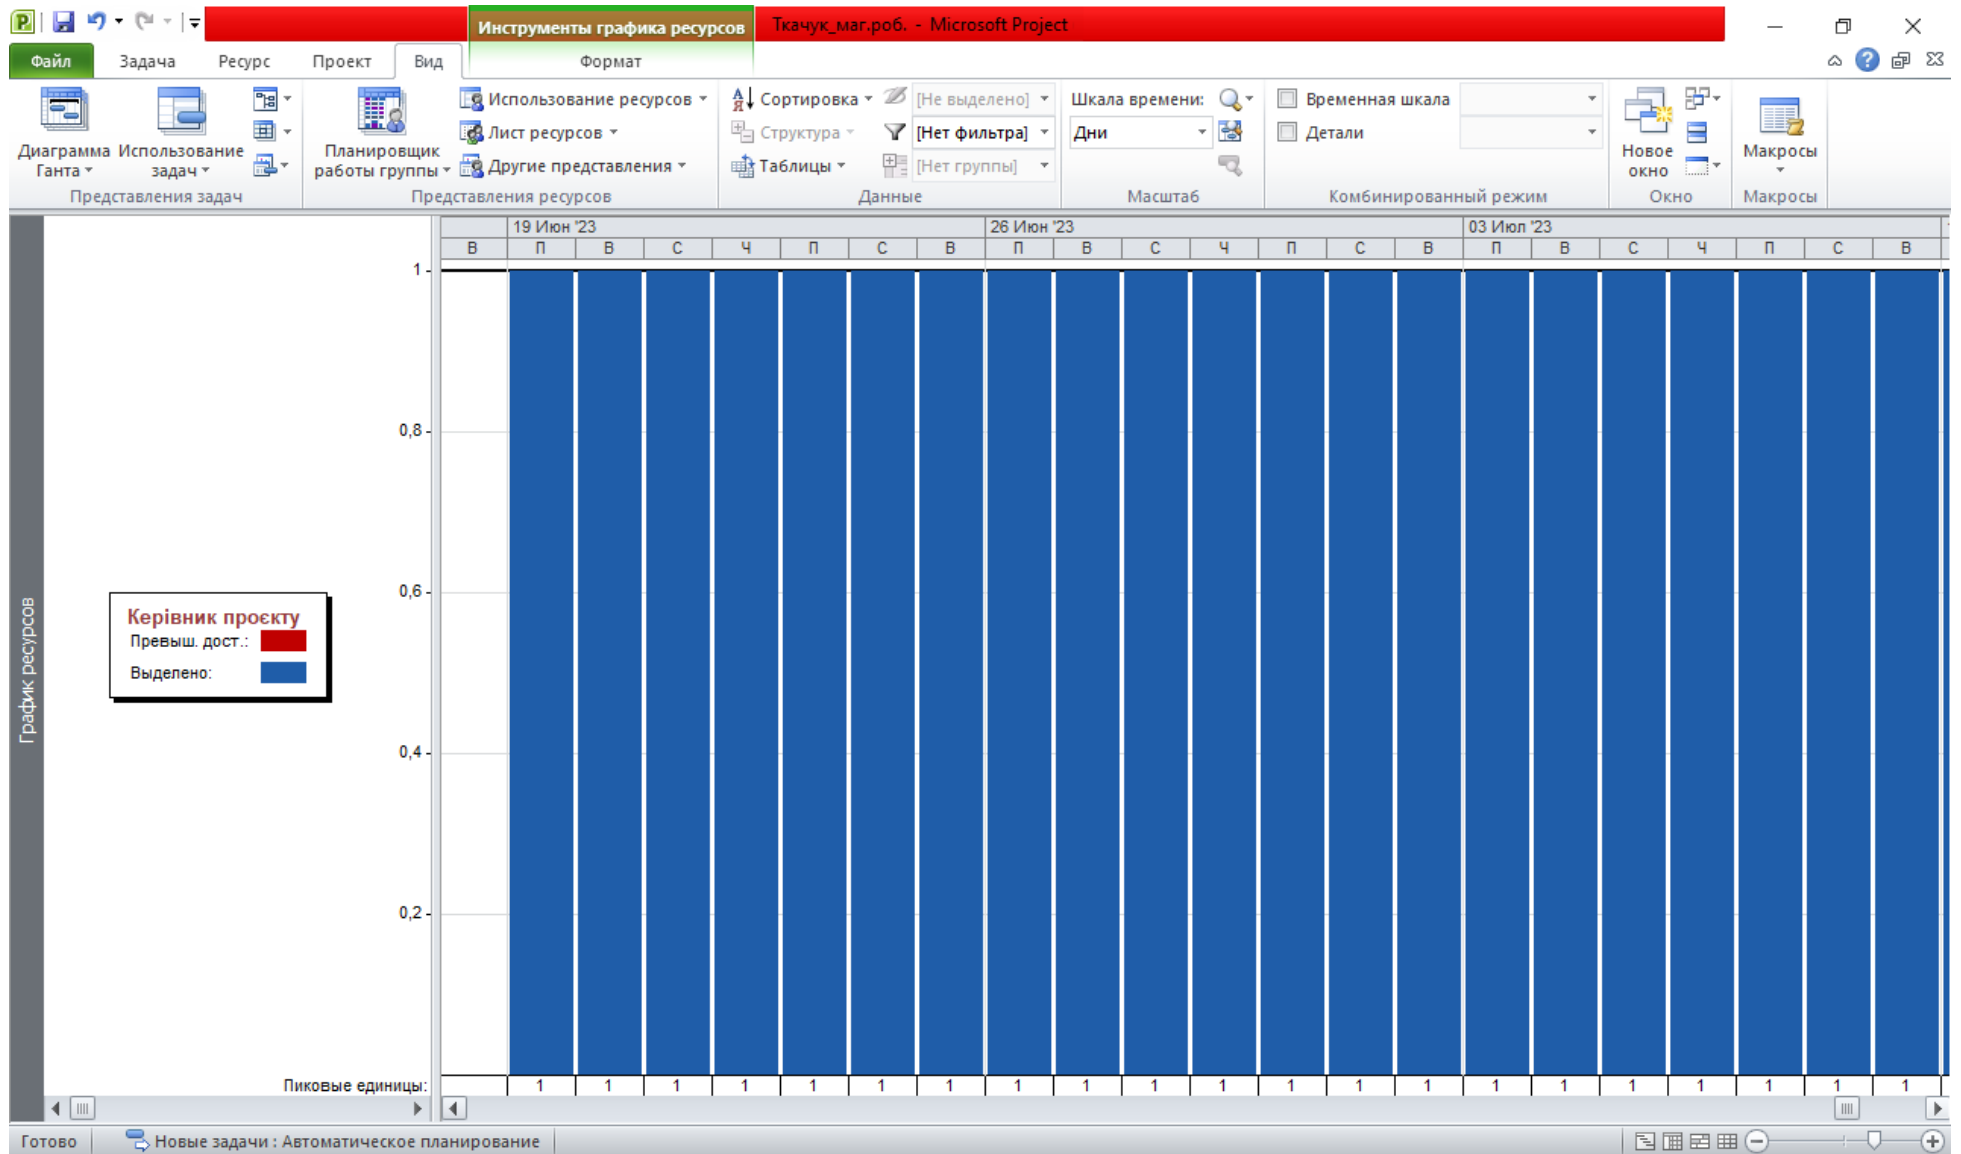 Инструменты графика ресурсов
Ткачук_маг.роб. - Microsoft Project
Файл Задача Ресурс Проект Вид Формат
Использование ресурсов
Сортировка
[Не выделено]
Шкала времени:
Временная шкала
Лист ресурсов
Структура
[Нет фильтра]
Дни
Детали
Диаграмма Ганта
Использование задач
Планировщик работы группы
Другие представления
Таблицы
[Нет группы]
Новое окно
Макросы
Представления задач
Представления ресурсов
Данные
Масштаб
Комбинированный режим
Окно
Макросы
19 Июн '23 26 Июн '23 03 Июл '23
В П В С Ч П С В П В С Ч П С В П В С Ч П С В
1
0,8
0,6
0,4
0,2
График ресурсов
Керівник проєкту
Превыш. дост.:
Выделено:
Пиковые единицы: 1 1 1 1 1 1 1 1 1 1 1 1 1 1 1 1 1 1 1 1 1
Готово Новые задачи : Автоматическое планирование